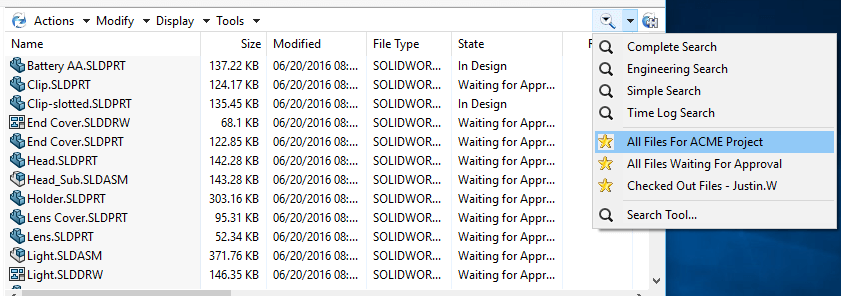 Actions Modify Display Tools
Name Size Modified File Type State F
Battery AA.SLDPRT 137.22 KB 06/20/2016 08:... SOLIDWOR... In Design
Clip.SLDPRT 124.17 KB 06/20/2016 08:... SOLIDWOR... Waiting for Appr...
Clip-slotted.SLDPRT 135.45 KB 06/20/2016 08:... SOLIDWOR... In Design
End Cover.SLDDRW 68.1 KB 06/20/2016 08:... SOLIDWOR... Waiting for Appr...
End Cover.SLDPRT 122.85 KB 06/20/2016 08:... SOLIDWOR... Waiting for Appr...
Head.SLDPRT 142.28 KB 06/20/2016 08:... SOLIDWOR... Waiting for Appr...
Head_Sub.SLDASM 143.28 KB 06/20/2016 08:... SOLIDWOR... Waiting for Appr...
Holder.SLDPRT 303.16 KB 06/20/2016 08:... SOLIDWOR... Waiting for Appr...
Lens Cover.SLDPRT 95.31 KB 06/20/2016 08:... SOLIDWOR... Waiting for Appr...
Lens.SLDPRT 52.34 KB 06/20/2016 08:... SOLIDWOR... Waiting for Appr...
Light.SLDASM 371.76 KB 06/20/2016 08:... SOLIDWOR... Waiting for Appr...
Light.SLDDRW 146.35 KB 06/20/2016 08:... SOLIDWOR... Waiting for Appr...
Complete Search
Engineering Search
Simple Search
Time Log Search
All Files For ACME Project
All Files Waiting For Approval
Checked Out Files - Justin.W
Search Tool...